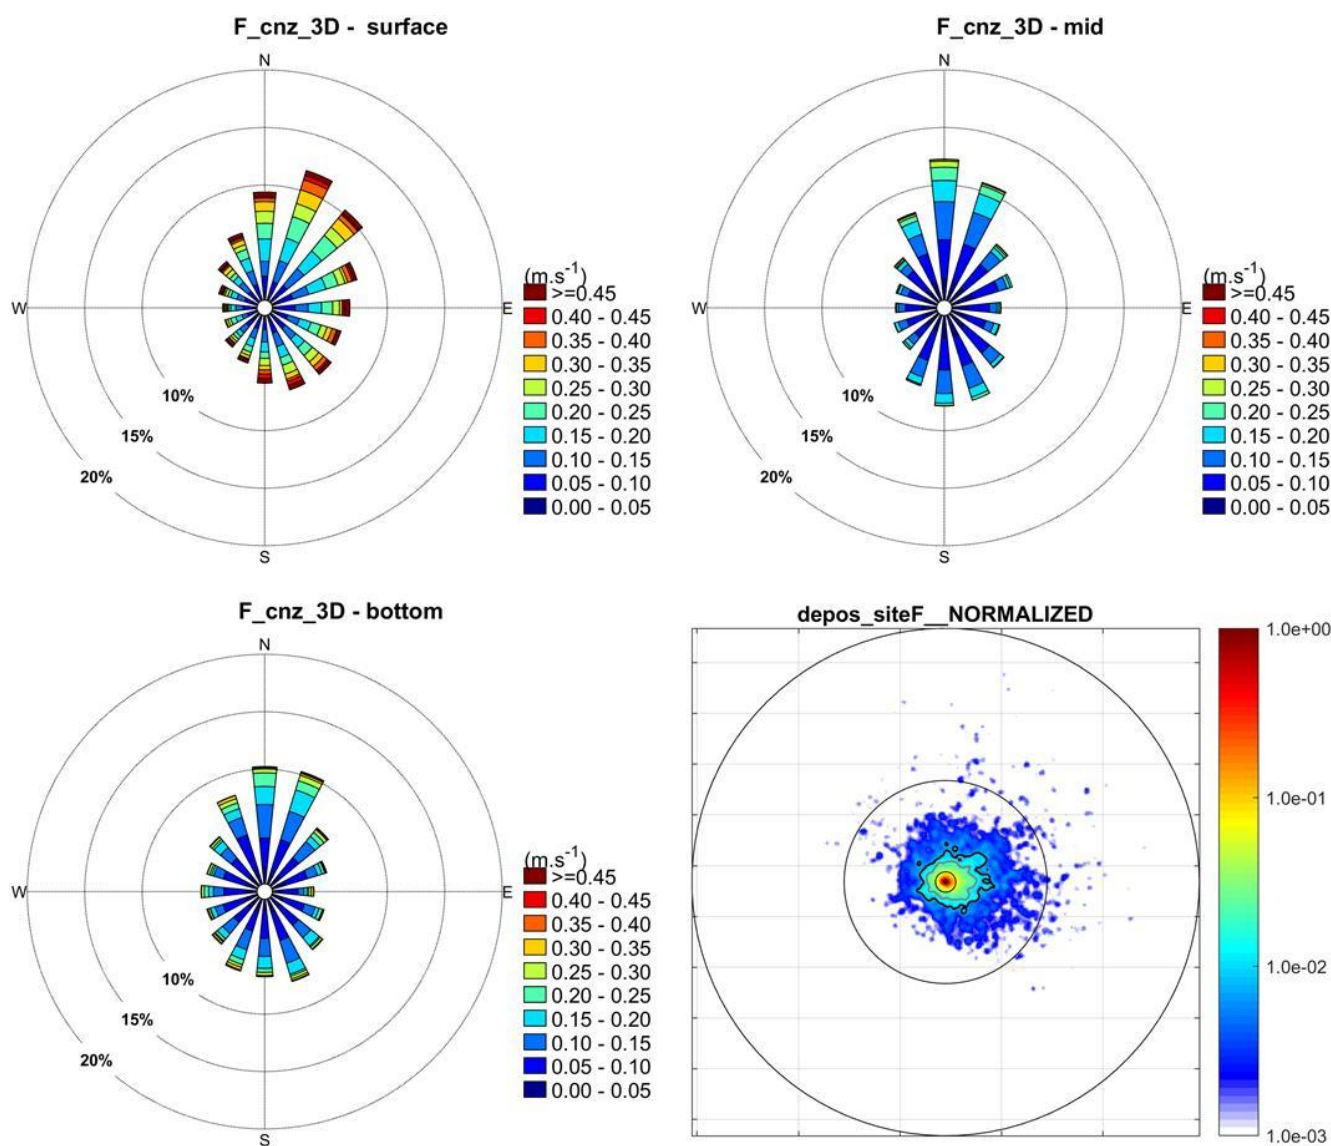 F_cnz_3D - surface
N
W
E
S
10%
15%
20%
(m.s-1)
>=0.45
0.40 - 0.45
0.35 - 0.40
0.30 - 0.35
0.25 - 0.30
0.20 - 0.25
0.15 - 0.20
0.10 - 0.15
0.05 - 0.10
0.00 - 0.05
F_cnz_3D - mid
N
W
E
S
10%
15%
20%
(m.s-1)
>=0.45
0.40 - 0.45
0.35 - 0.40
0.30 - 0.35
0.25 - 0.30
0.20 - 0.25
0.15 - 0.20
0.10 - 0.15
0.05 - 0.10
0.00 - 0.05
F_cnz_3D - bottom
N
W
E
S
10%
15%
20%
(m.s-1)
>=0.45
0.40 - 0.45
0.35 - 0.40
0.30 - 0.35
0.25 - 0.30
0.20 - 0.25
0.15 - 0.20
0.10 - 0.15
0.05 - 0.10
0.00 - 0.05
depos_siteF__NORMALIZED
1.0e+00
1.0e-01
1.0e-02
1.0e-03